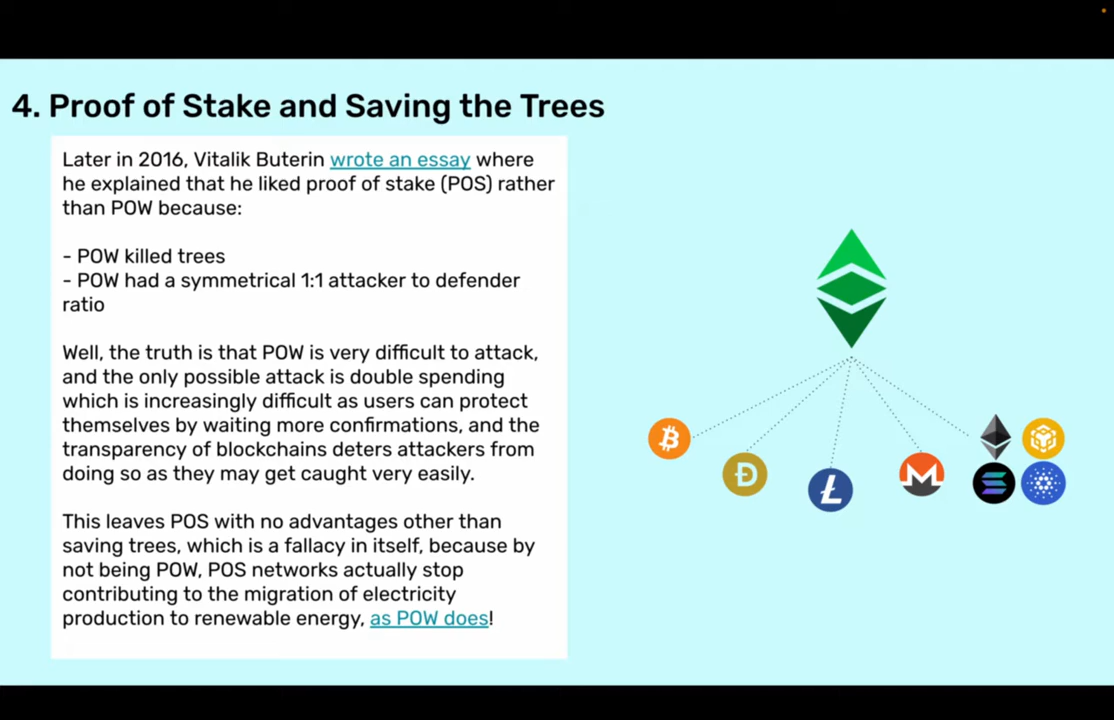 4. Proof of Stake and Saving the Trees
Later in 2016, Vitalik Buterin wrote an essay where
he explained that he liked proof of stake (POS) rather
than POW because:
- POW killed trees
- POW had a symmetrical 1:1 attacker to defender
ratio
Well, the truth is that POW is very difficult to attack,
and the only possible attack is double spending
which is increasingly difficult as users can protect
themselves by waiting more confirmations, and the
transparency of blockchains deters attackers from
doing so as they may get caught very easily.
This leaves POS with no advantages other than
saving trees, which is a fallacy in itself, because by
not being POW, POS networks actually stop
contributing to the migration of electricity
production to renewable energy, as POW does!